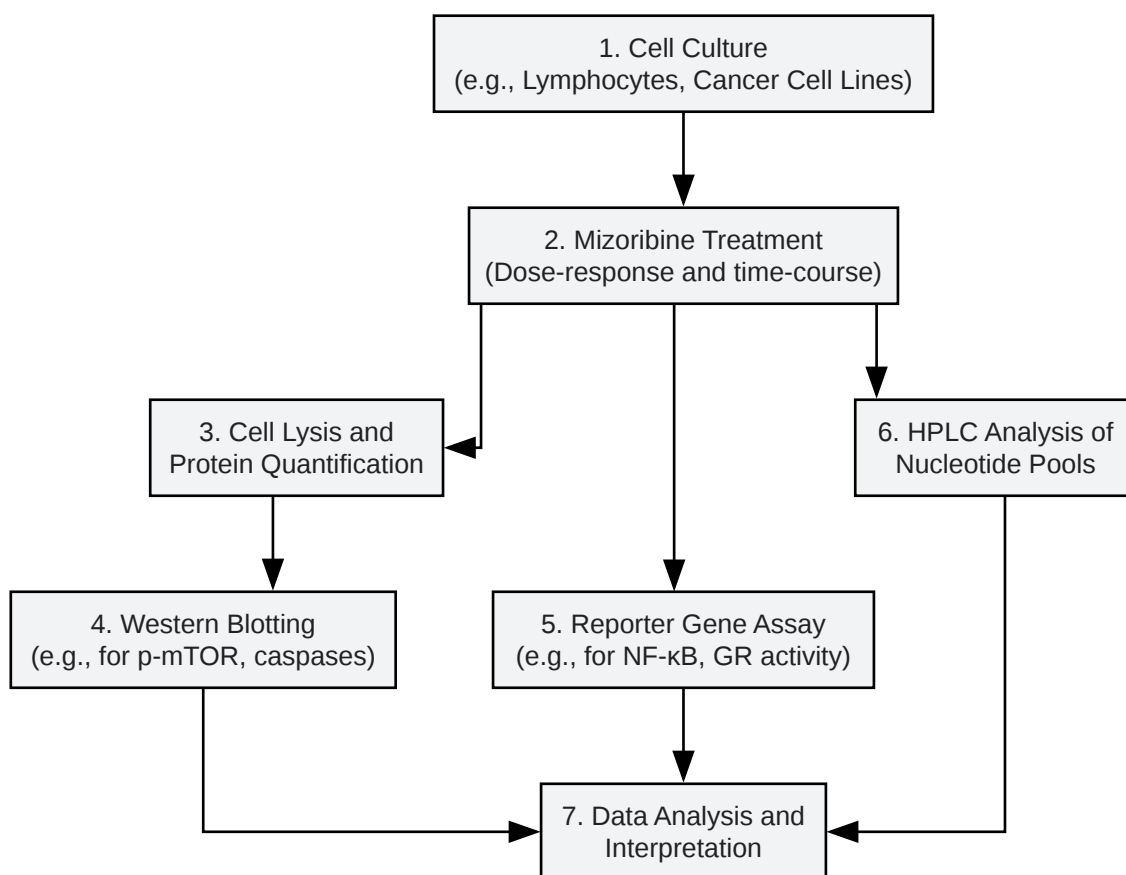 1. Cell Culture
(e.g., Lymphocytes, Cancer Cell Lines)
2. Mizoribine Treatment
(Dose-response and time-course)
3. Cell Lysis and
Protein Quantification
6. HPLC Analysis of
Nucleotide Pools
4. Western Blotting
(e.g., for p-mTOR, caspases)
5. Reporter Gene Assay
(e.g., for NF-κB, GR activity)
7. Data Analysis and
Interpretation